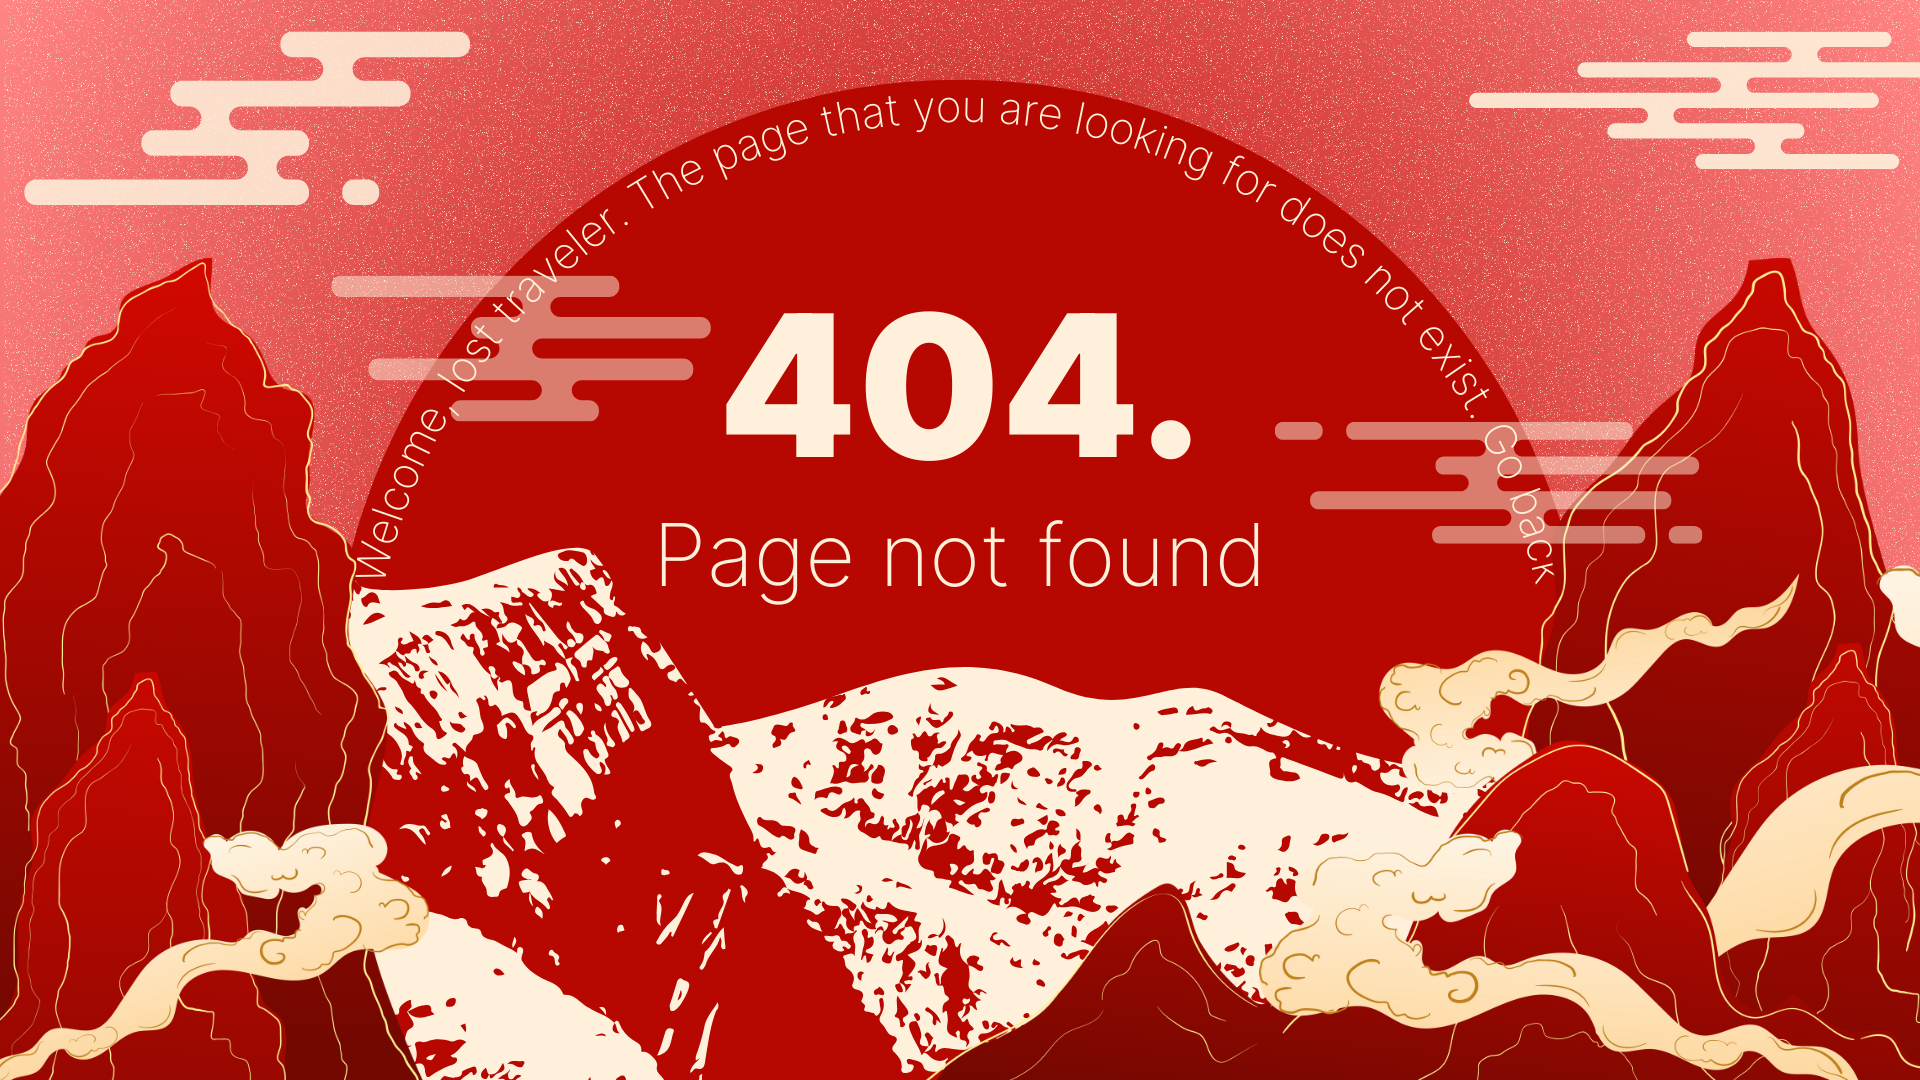 Welcome, lost traveler. The page that you are looking for does not exist. Go back
404.
Page not found